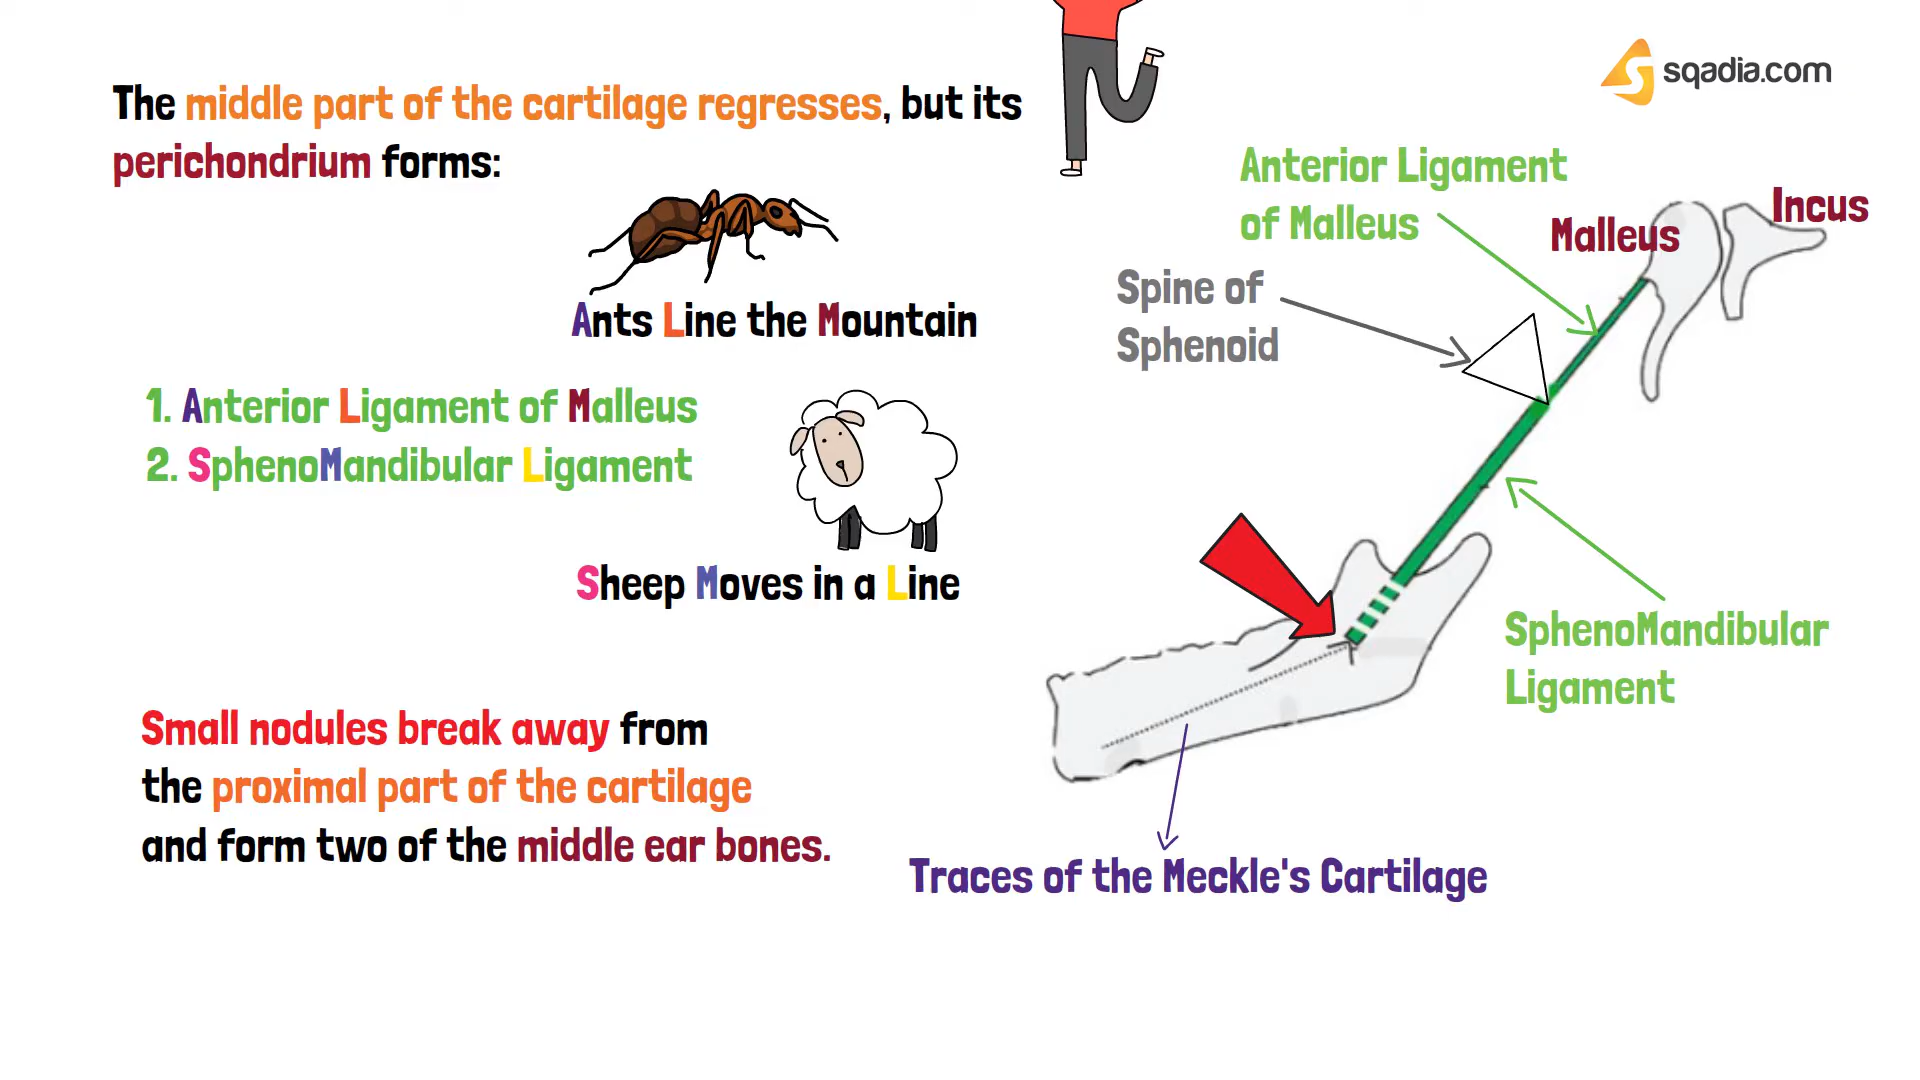 sqadia.com
The middle part of the cartilage regresses, but its
perichondrium forms:
Ants Line the Mountain
1. Anterior Ligament of Malleus
2. SphenoMandibular Ligament
Sheep Moves in a Line
Small nodules break away from
the proximal part of the cartilage
and form two of the middle ear bones.
Anterior Ligament
of Malleus
Malleus
Incus
Spine of
Sphenoid
SphenoMandibular
Ligament
Traces of the Meckle's Cartilage